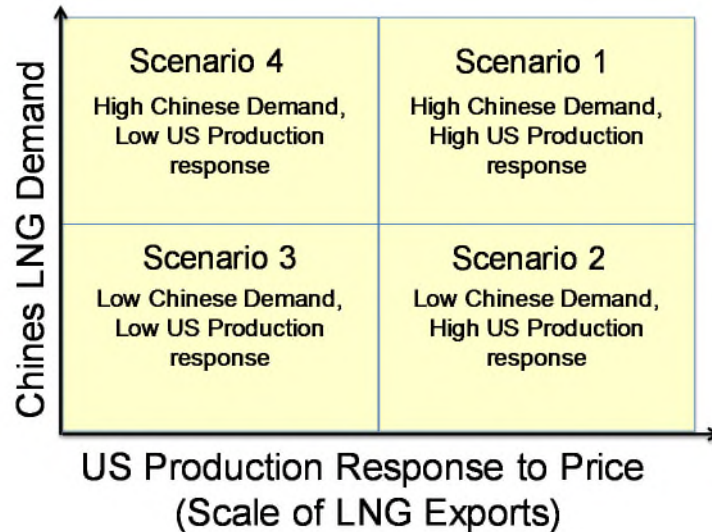 Chines LNG Demand
Scenario 4
High Chinese Demand,
Low US Production
response
Scenario 1
High Chinese Demand,
High US Production
response
Scenario 3
Low Chinese Demand,
Low US Production
response
Scenario 2
Low Chinese Demand,
High US Production
response
US Production Response to Price
(Scale of LNG Exports)